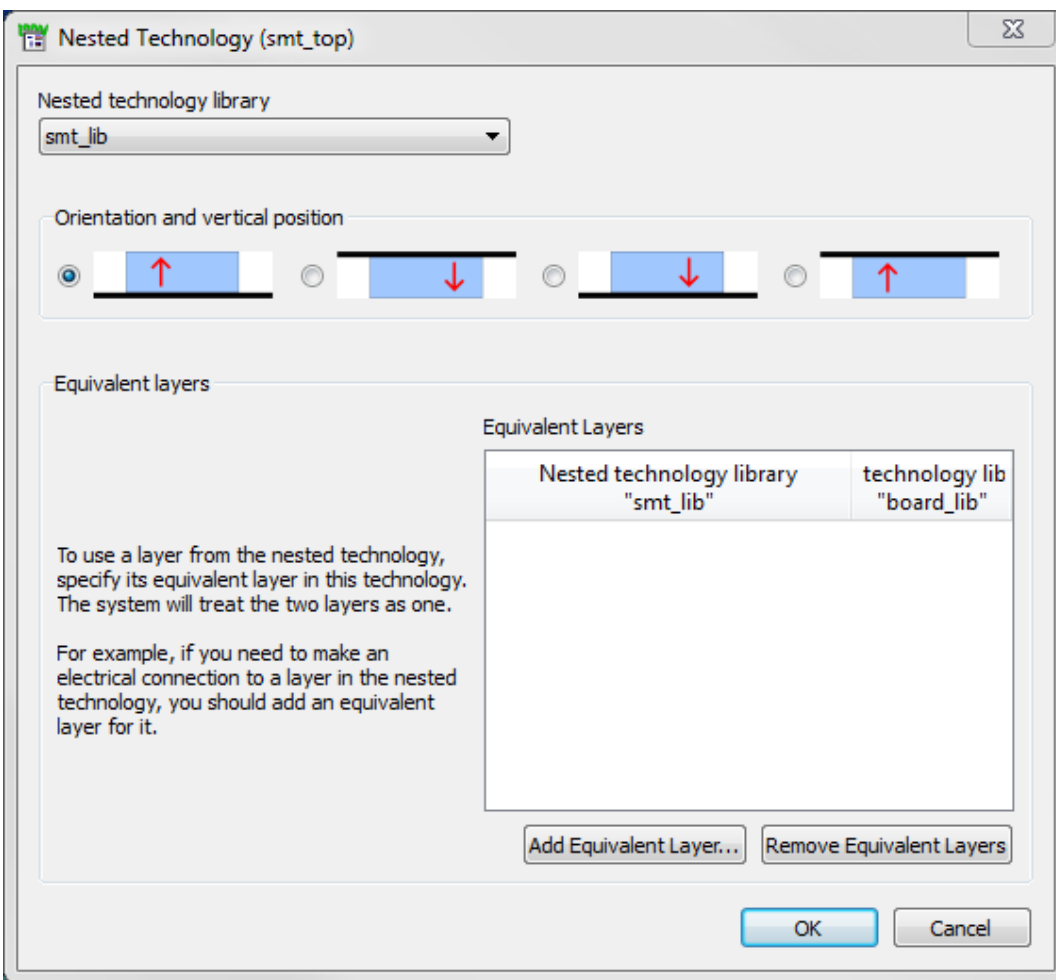 Nested Technology (smt_top)
Nested technology library
smt_lib
Orientation and vertical position
Equivalent layers
Equivalent Layers
Nested technology library
"smt_lib"
technology lib
"board_lib"
To use a layer from the nested technology,
specify its equivalent layer in this technology.
The system will treat the two layers as one.
For example, if you need to make an
electrical connection to a layer in the nested
technology, you should add an equivalent
layer for it.
Add Equivalent Layer...
Remove Equivalent Layers
OK
Cancel